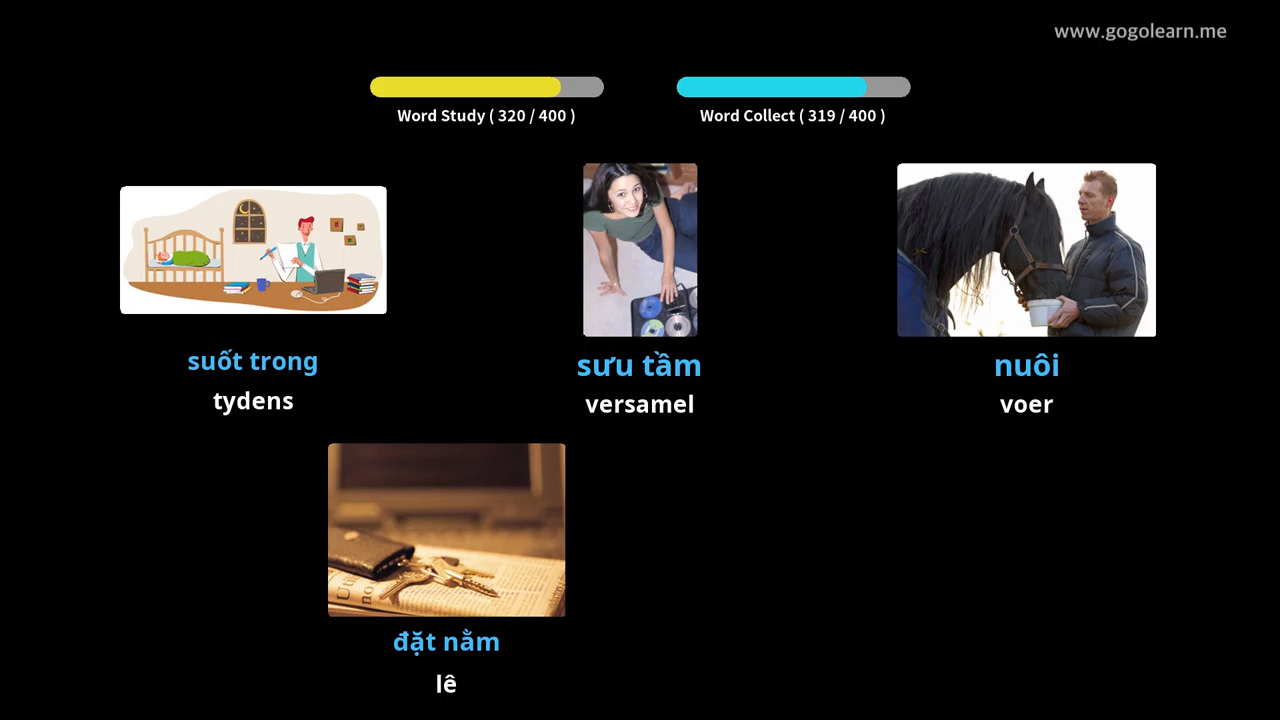 www.gogolearn.me
Word Study ( 320 / 400 )
Word Collect ( 319 / 400 )
suốt trong
tydens
sưu tầm
versamel
nuôi
voer
đặt nằm
lê